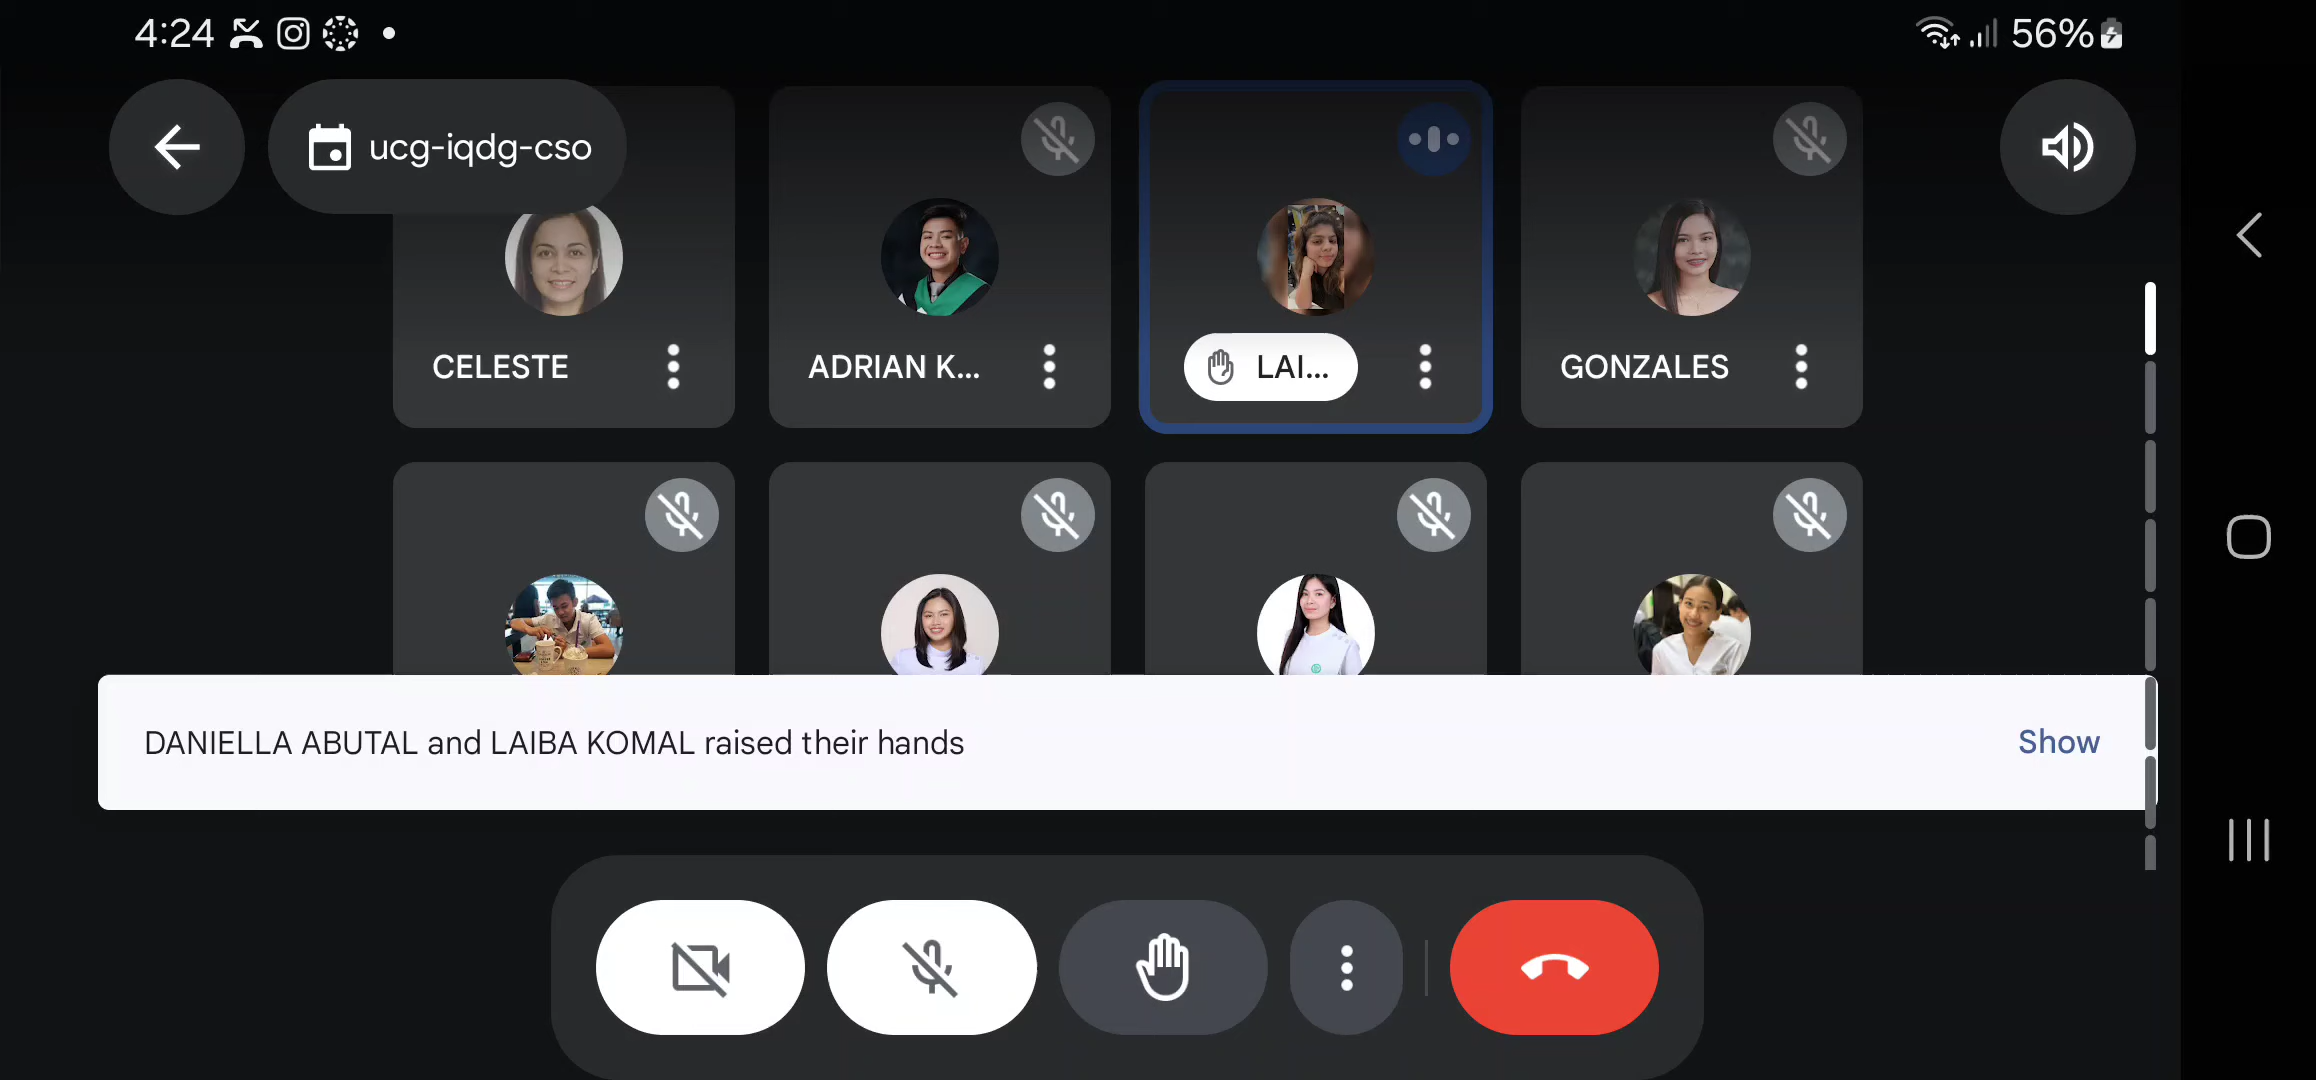 4:24
56%
ucg-iqdg-cso
CELESTE
ADRIAN K...
LAI...
GONZALES
DANIELLA ABUTAL and LAIBA KOMAL raised their hands
Show